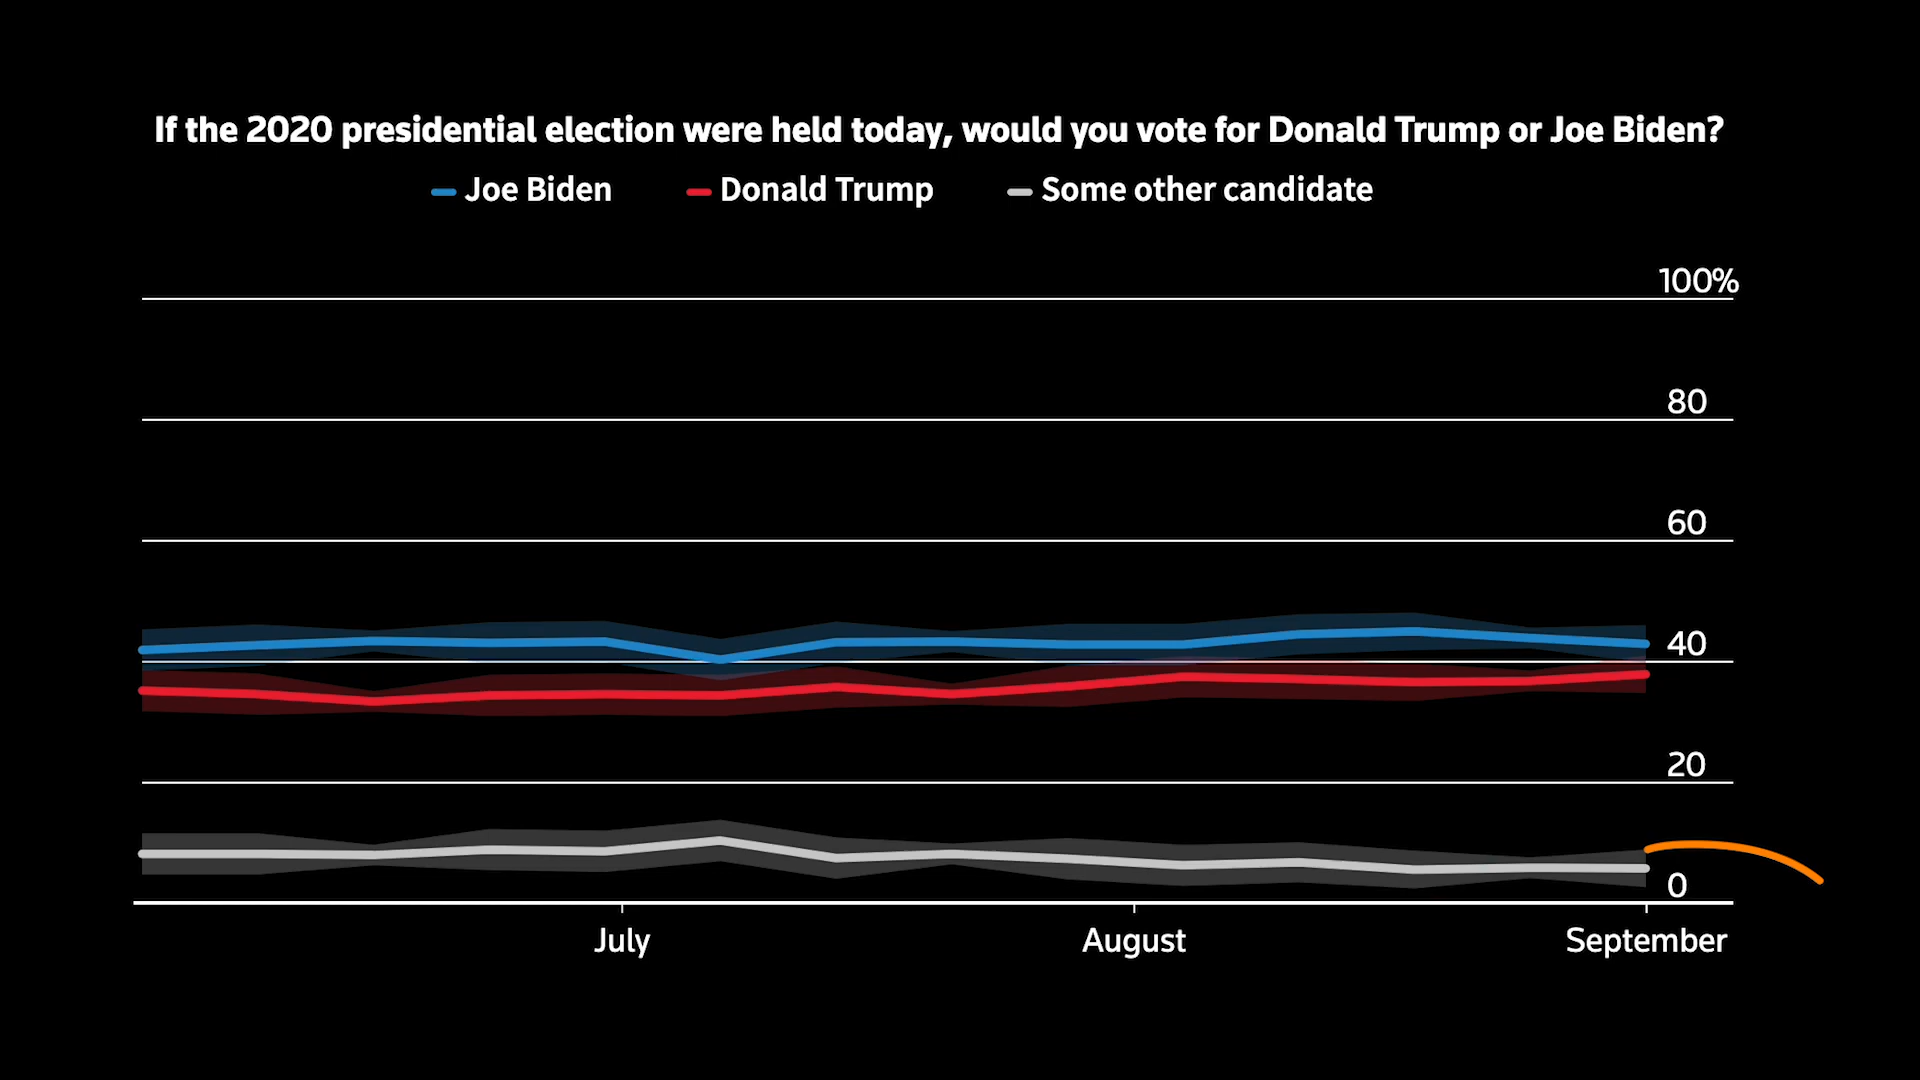 If the 2020 presidential election were held today, would you vote for Donald Trump or Joe Biden?
Joe Biden Donald Trump Some other candidate
100%
80
60
40
20
0
July August September